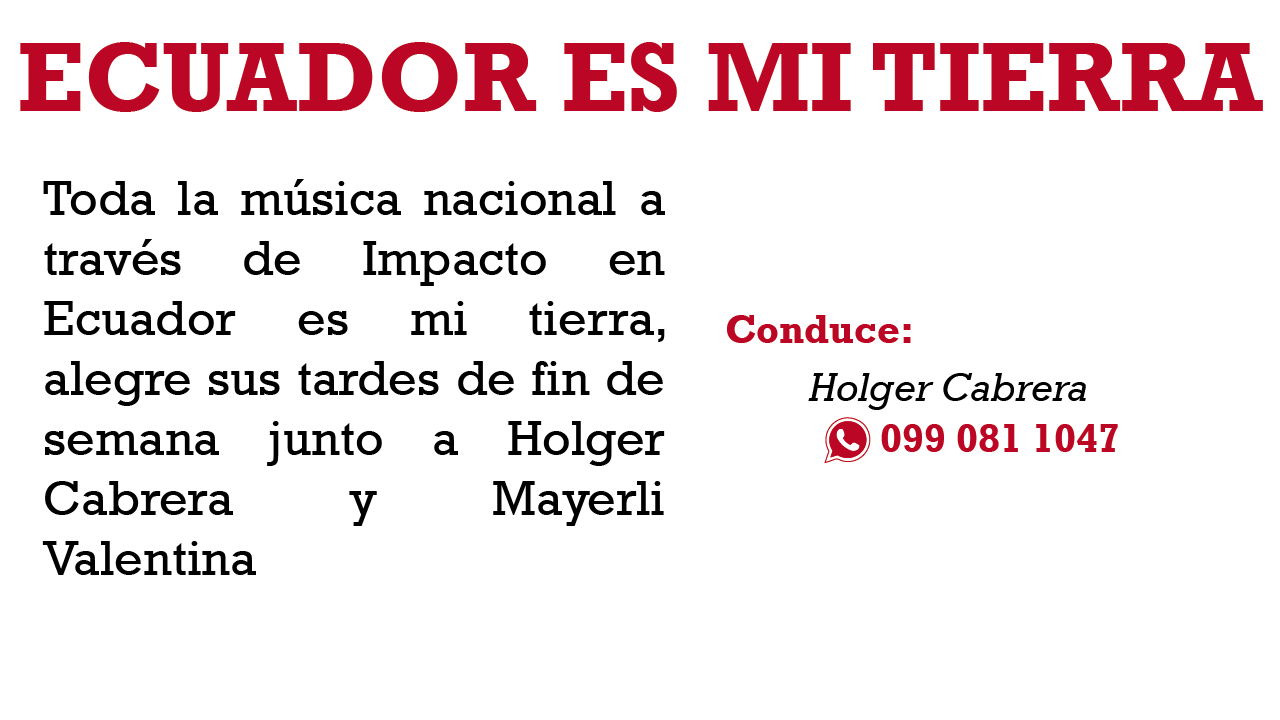 ECUADOR ES MI TIERRA
Toda la música nacional a
través de Impacto en
Ecuador es mi tierra,
alegre sus tardes de fin de
semana junto a Holger
Cabrera y Mayerli
Valentina
Conduce:
Holger Cabrera
099 081 1047